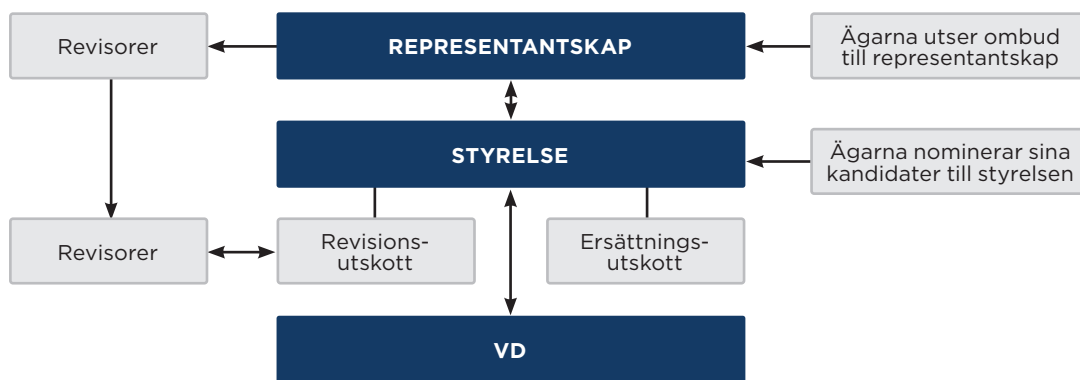 Revisorer
REPRESENTANTSKAP
Ägarna utser ombud
till representantskap
STYRELSE
Ägarna nominerar sina
kandidater till styrelsen
Revisorer
Revisions-
utskott
Ersättnings-
utskott
VD